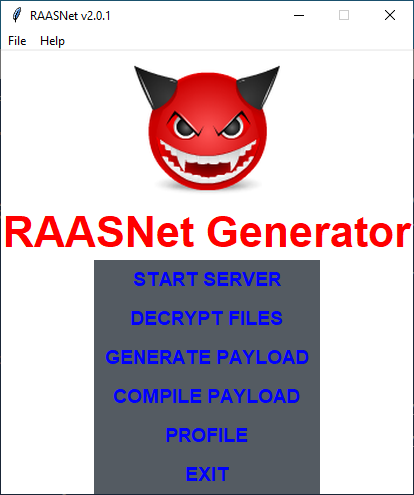 RAASNet v2.0.1
File Help
RAASNet Generator
START SERVER
DECRYPT FILES
GENERATE PAYLOAD
COMPILE PAYLOAD
PROFILE
EXIT